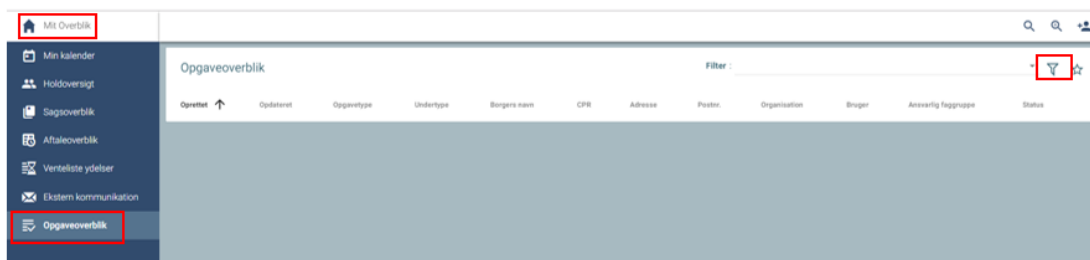 Mit Overblik
Min kalender
Holdoversigt
Sagsoverblik
Aftaleoverblik
Venteliste ydelser
Ekstern kommunikation
Opgaveoverblik
Opgaveoverblik
Filter :
Oprettet Opdateret Opgavetype Undertype Borgers navn CPR Adresse Postnr. Organisation Bruger Ansvarlig faggruppe Status